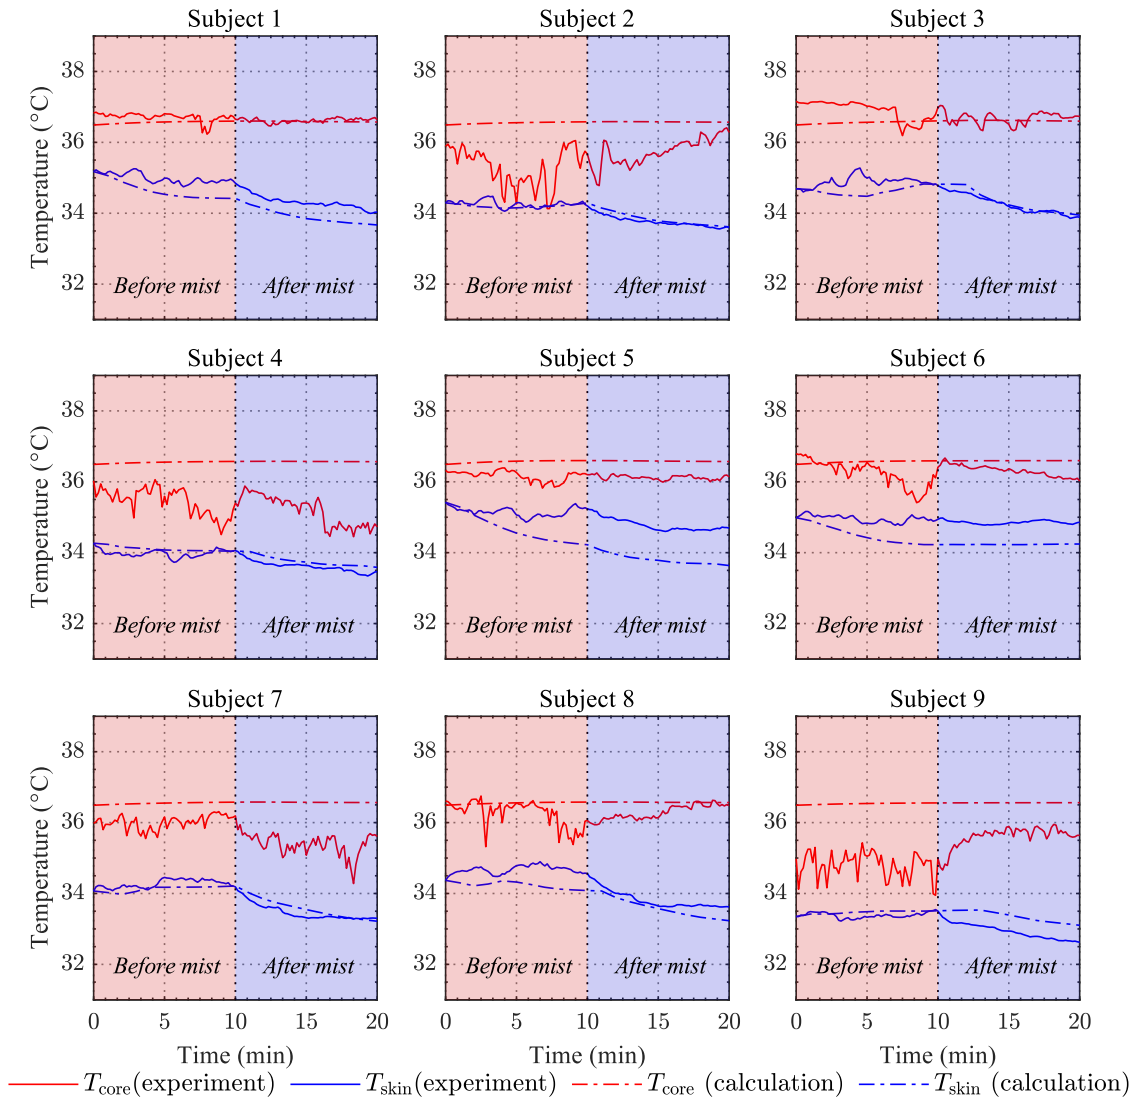 Subject 1 Subject 2 Subject 3
Temperature (°C)
38 38 38
36 36 36
34 34 34
32 32 32
Before mist After mist Before mist After mist Before mist After mist
Subject 4 Subject 5 Subject 6
Temperature (°C)
38 38 38
36 36 36
34 34 34
32 32 32
Before mist After mist Before mist After mist Before mist After mist
Subject 7 Subject 8 Subject 9
Temperature (°C)
38 38 38
36 36 36
34 34 34
32 32 32
Before mist After mist Before mist After mist Before mist After mist
0 5 10 15 20 0 5 10 15 20 0 5 10 15 20
Time (min) Time (min) Time (min)
Tcore(experiment) Tskin(experiment) Tcore (calculation) Tskin (calculation)